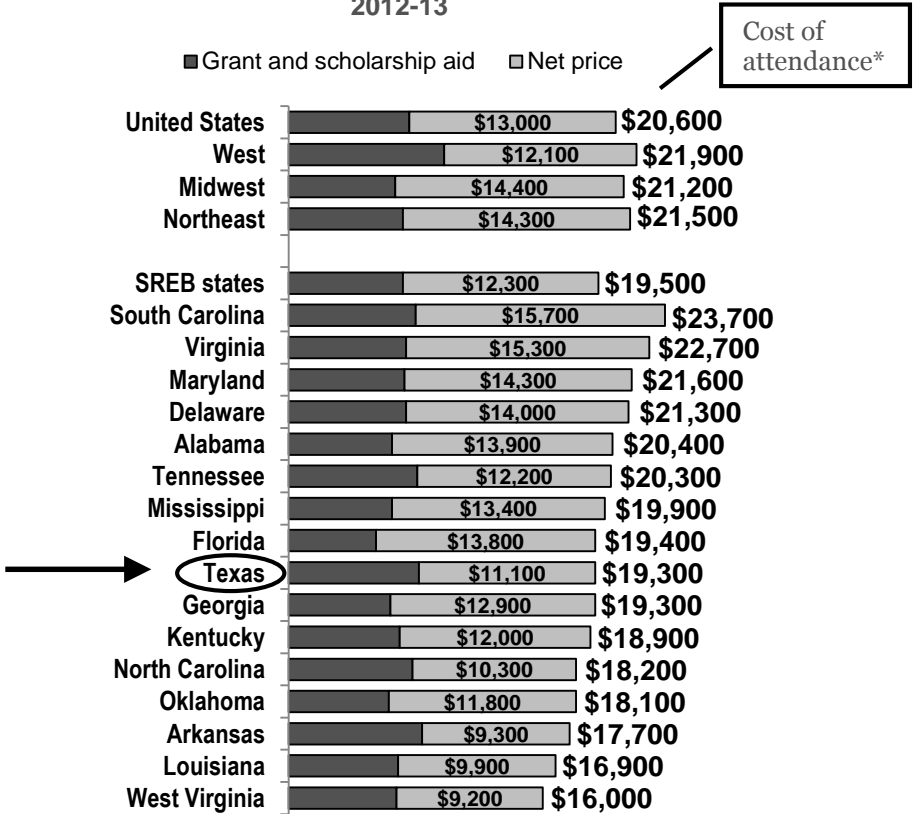 2012-13
Cost of
attendance*
Grant and scholarship aid Net price
United States $13,000 $20,600
West $12,100 $21,900
Midwest $14,400 $21,200
Northeast $14,300 $21,500
SREB states $12,300 $19,500
South Carolina $15,700 $23,700
Virginia $15,300 $22,700
Maryland $14,300 $21,600
Delaware $14,000 $21,300
Alabama $13,900 $20,400
Tennessee $12,200 $20,300
Mississippi $13,400 $19,900
Florida $13,800 $19,400
Texas $11,100 $19,300
Georgia $12,900 $19,300
Kentucky $12,000 $18,900
North Carolina $10,300 $18,200
Oklahoma $11,800 $18,100
Arkansas $9,300 $17,700
Louisiana $9,900 $16,900
West Virginia $9,200 $16,000